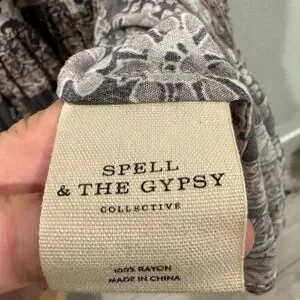 SPELL
& THE GYPSY
COLLECTIVE
100% RAYON
MADE IN CHINA